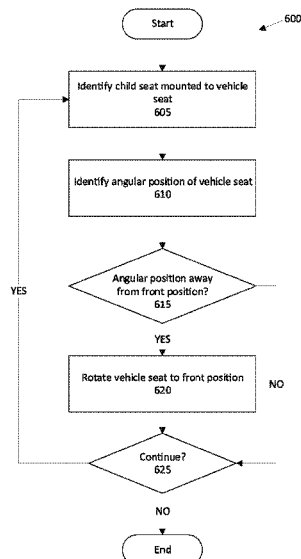 Start
600
Identify child seat mounted to vehicle
seat
605
Identify angular position of vehicle seat
610
Angular position away
from front position?
615
YES
YES
Rotate vehicle seat to front position
620
NO
Continue?
625
NO
End